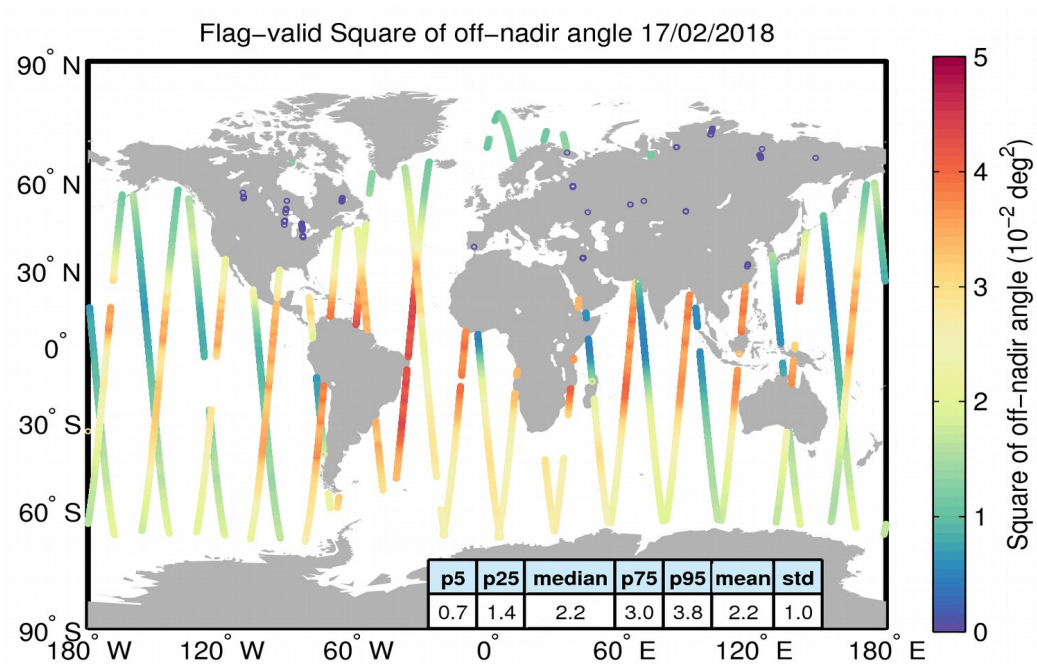 Flag−valid Square of off−nadir angle 17/02/2018
90° N
60° N
30° N
0°
30° S
60° S
90° S
180° W
120° W
60° W
0°
60° E
120° E
180° E
p5 p25 median p75 p95 mean std
0.7 1.4 2.2 3.0 3.8 2.2 1.0
5
4
3
2
1
0
Square of off−nadir angle (10⁻² deg²)